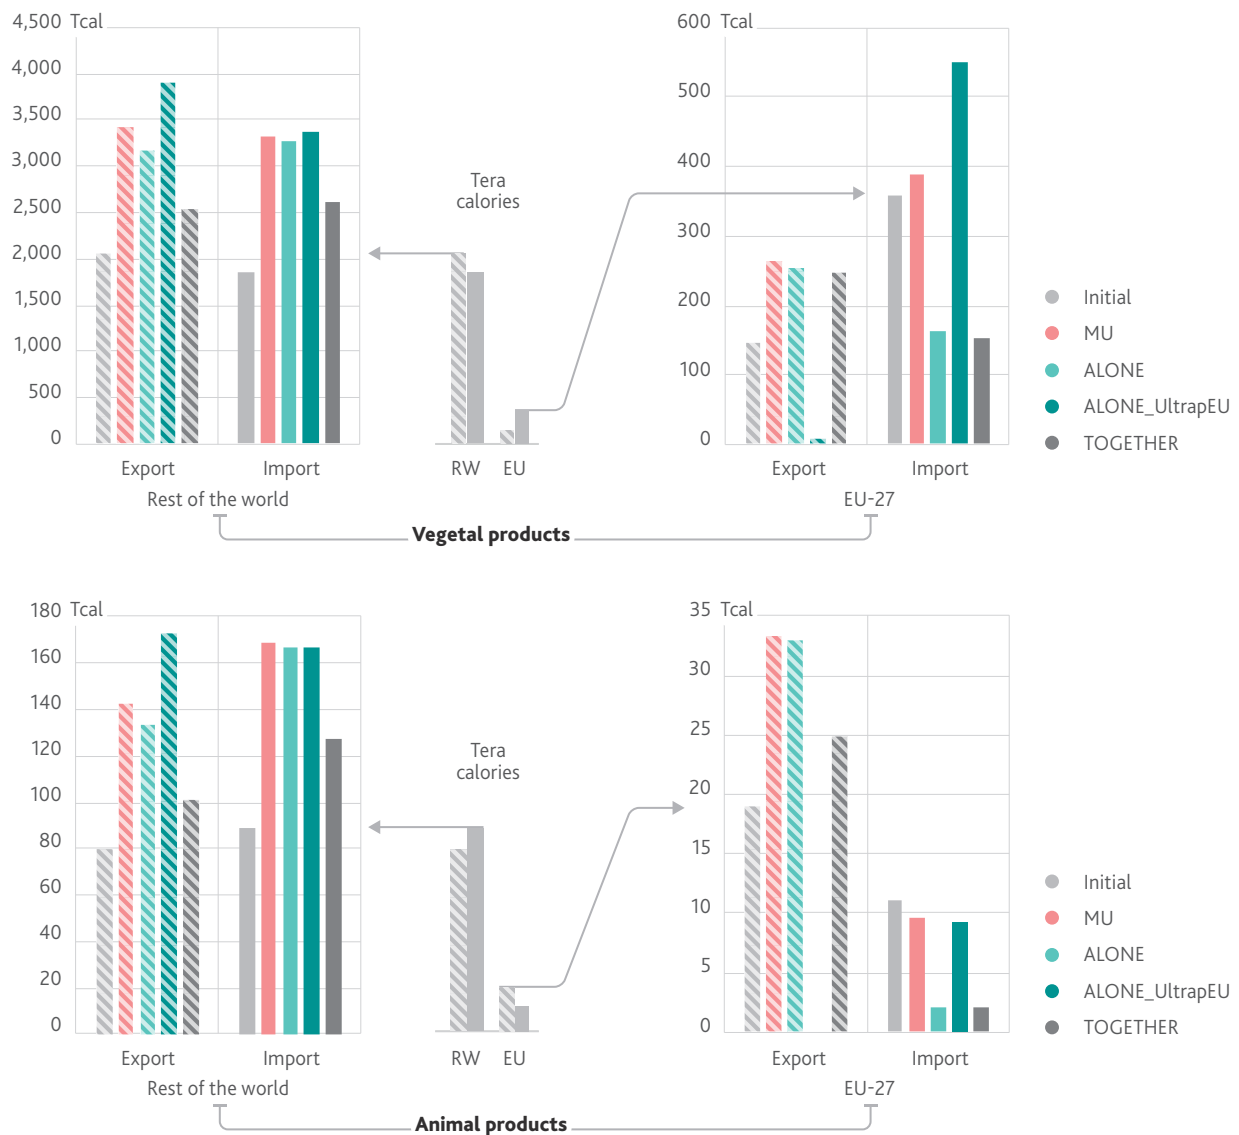 4,500 Tcal
4,000
3,500
3,000
2,500
2,000
1,500
1,000
500
0
Export
Import
Rest of the world
Tera
calories
RW
EU
600 Tcal
500
400
300
200
100
0
Export
Import
EU-27
Initial
MU
ALONE
ALONE_UltrapEU
TOGETHER
Vegetal products
180 Tcal
160
140
120
100
80
60
40
20
0
Export
Import
Rest of the world
Tera
calories
RW
EU
35 Tcal
30
25
20
15
10
5
0
Export
Import
EU-27
Initial
MU
ALONE
ALONE_UltrapEU
TOGETHER
Animal products